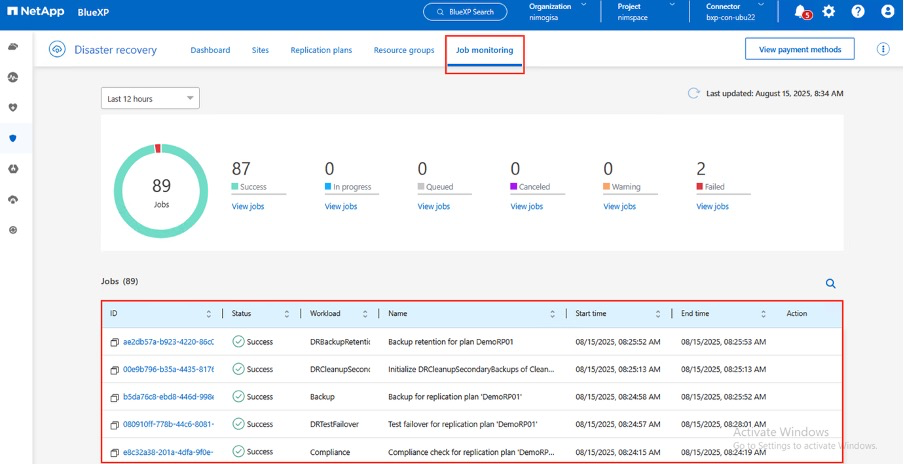 NetApp BlueXP BlueXP Search Organization nimogisa Project nimspace Connector bxp-con-ubu22 5
Disaster recovery Dashboard Sites Replication plans Resource groups Job monitoring View payment methods
Last 12 hours Last updated: August 15, 2025, 8:34 AM
89 Jobs
87 0 0 0 0 2
Success In progress Queued Canceled Warning Failed
View jobs View jobs View jobs View jobs View jobs View jobs
Jobs (89)
ID Status Workload Name Start time End time Action
ae2db57a-b923-4220-86c0 Success DRBackupRetentic Backup retention for plan DemoRP01 08/15/2025, 08:25:52 AM 08/15/2025, 08:25:53 AM
00e9b796-b35a-4435-8176 Success DRCleanupSecond Initialize DRCleanupSecondaryBackups of Clean... 08/15/2025, 08:25:13 AM 08/15/2025, 08:25:13 AM
b5da76c8-ebd8-446d-998e Success Backup Backup for replication plan 'DemoRP01' 08/15/2025, 08:24:58 AM 08/15/2025, 08:25:52 AM
080910ff-778b-44c6-8081- Success DRTestFailover Test failover for replication plan 'DemoRP01' 08/15/2025, 08:24:57 AM 08/15/2025, 08:28:01 AM
e8c32a38-201a-4dfa-9f0e- Success Compliance Compliance check for replication plan 'DemoRP... 08/15/2025, 08:24:15 AM 08/15/2025, 08:24:19 AM
Activate Windows
Go to Settings to activate Windows.